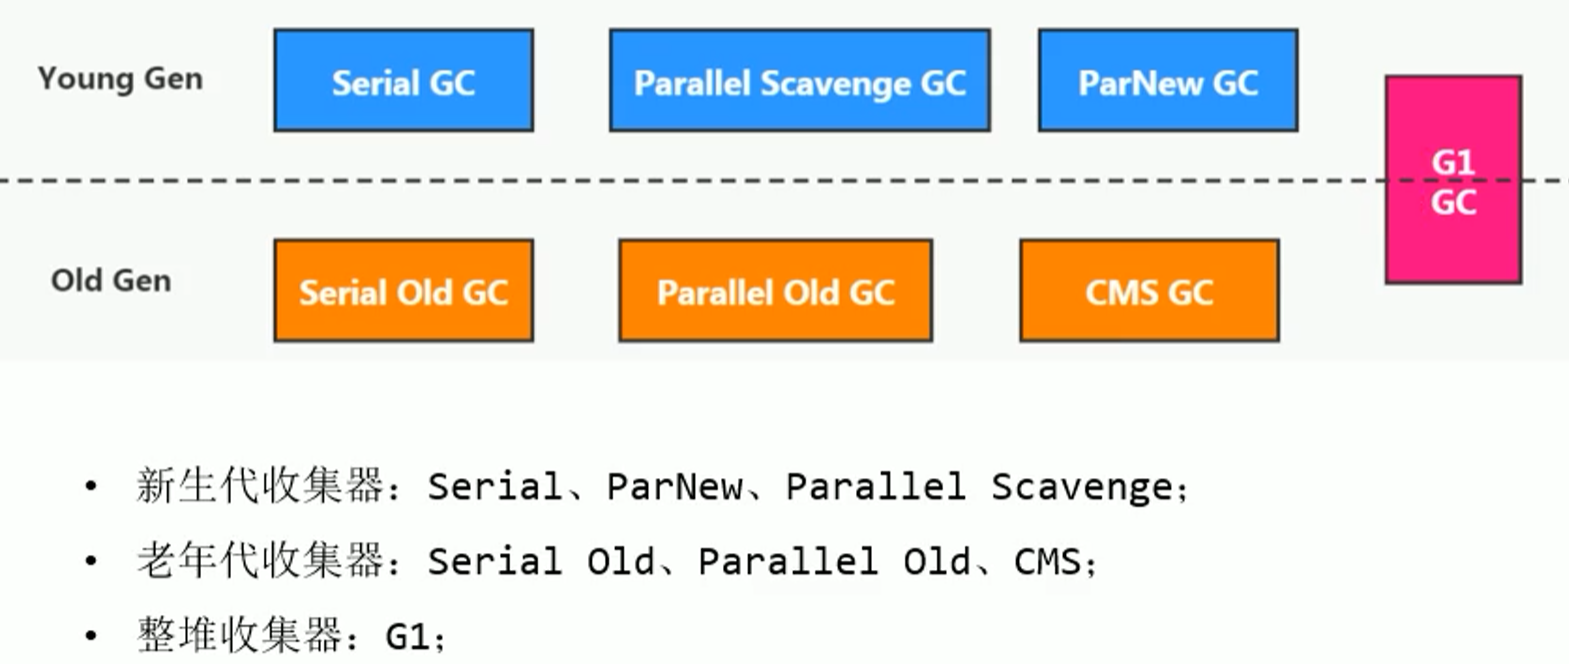 Young Gen
Serial GC
Parallel Scavenge GC
ParNew GC
G1
GC
Old Gen
Serial Old GC
Parallel Old GC
CMS GC
• 新生代收集器：Serial、ParNew、Parallel Scavenge；
• 老年代收集器：Serial Old、Parallel Old、CMS；
• 整堆收集器：G1；